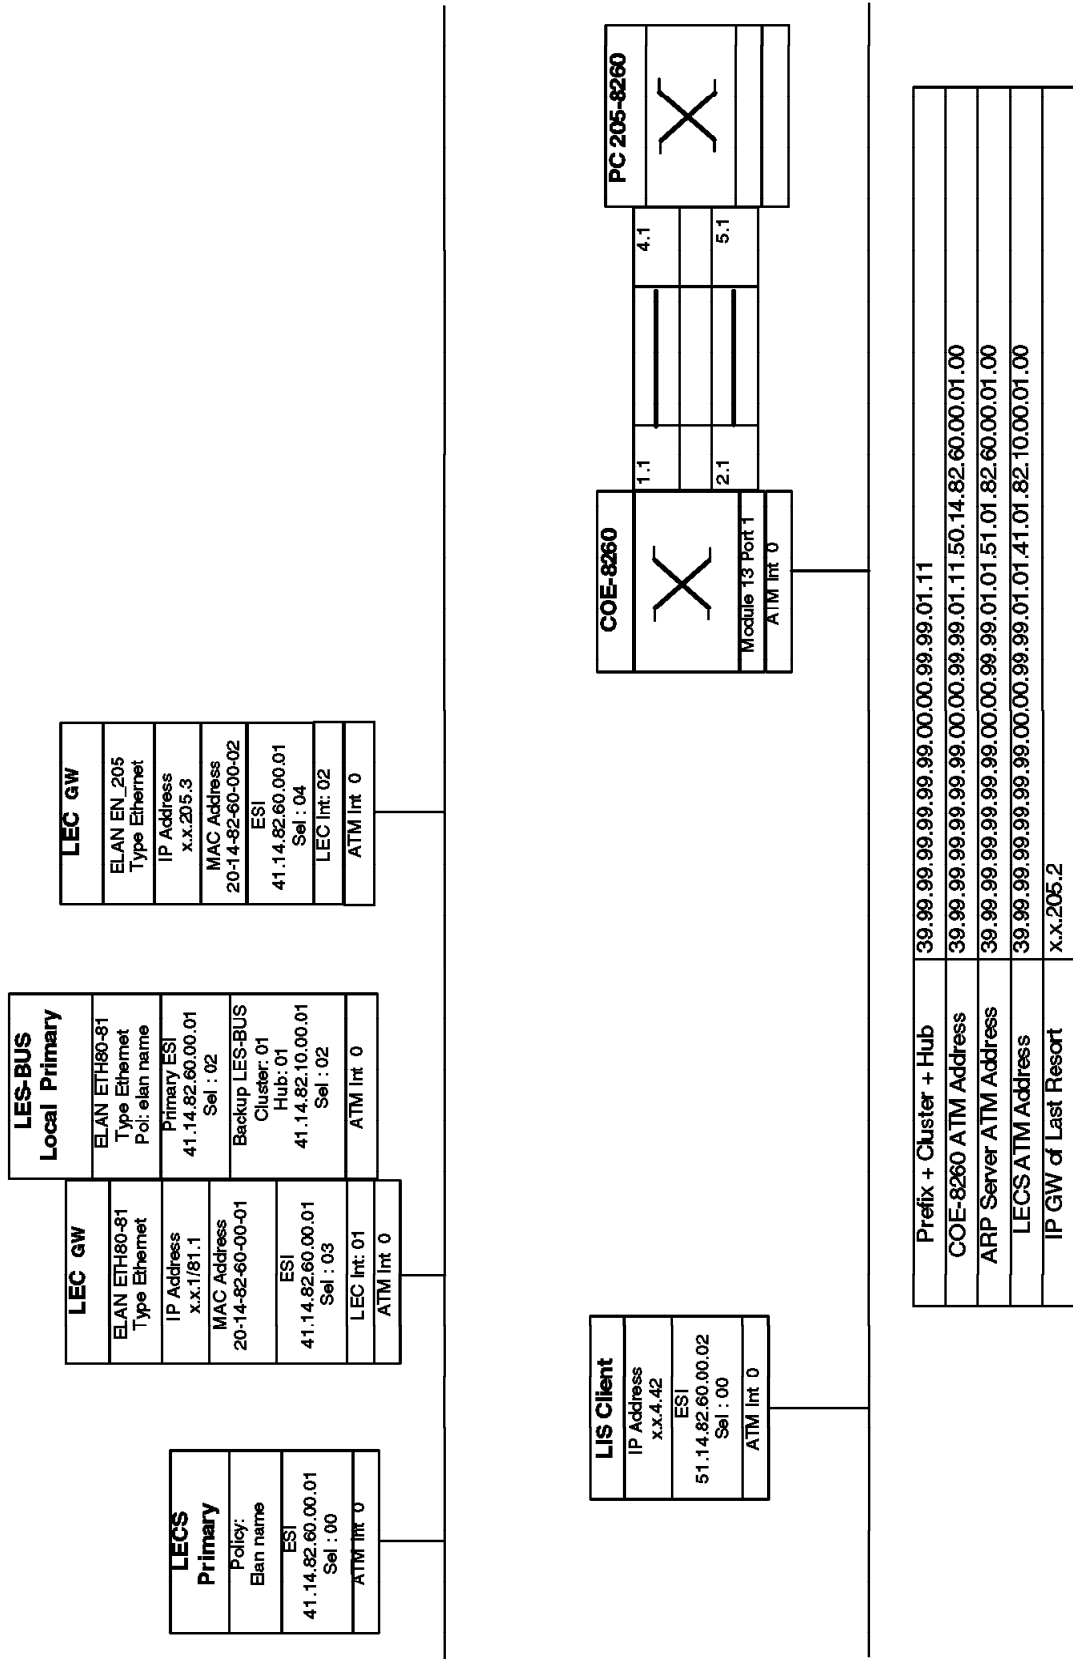 LECS
Primary
Policy:
Elan name
ESI
41.14.82.60.00.01
Sel : 00
ATM Int 0
LEC GW
ELAN ETH80-81
Type Ethernet
IP Address
x.x.1/81.1
MAC Address
20-14-82-60-00-01
ESI
41.14.82.60.00.01
Sel : 03
LEC Int: 01
ATM Int 0
LES-BUS
Local Primary
ELAN ETH80-81
Type Ethernet
Pol: elan name
Primary ESI
41.14.82.60.00.01
Sel : 02
Backup LES-BUS
Cluster: 01
Hub: 01
41.14.82.10.00.01
Sel : 02
ATM Int 0
LEC GW
ELAN EN_205
Type Ethernet
IP Address
x.x.205.3
MAC Address
20-14-82-60-00-02
ESI
41.14.82.60.00.01
Sel : 04
LEC Int: 02
ATM Int 0
LIS Client
IP Address
x.x.4.42
ESI
51.14.82.60.00.02
Sel : 00
ATM Int 0
COE-8260
Module 13 Port 1
ATM Int 0
1.1
4.1
2.1
5.1
PC 205-8260
Prefix + Cluster + Hub 39.99.99.99.99.99.99.00.00.99.99.01.11
COE-8260 ATM Address 39.99.99.99.99.99.99.00.00.99.99.01.11.50.14.82.60.00.01.00
ARP Server ATM Address 39.99.99.99.99.99.99.00.00.99.99.01.01.51.01.82.60.00.01.00
LECS ATM Address 39.99.99.99.99.99.99.00.00.99.99.01.01.41.01.82.10.00.01.00
IP GW of Last Resort x.x.205.2